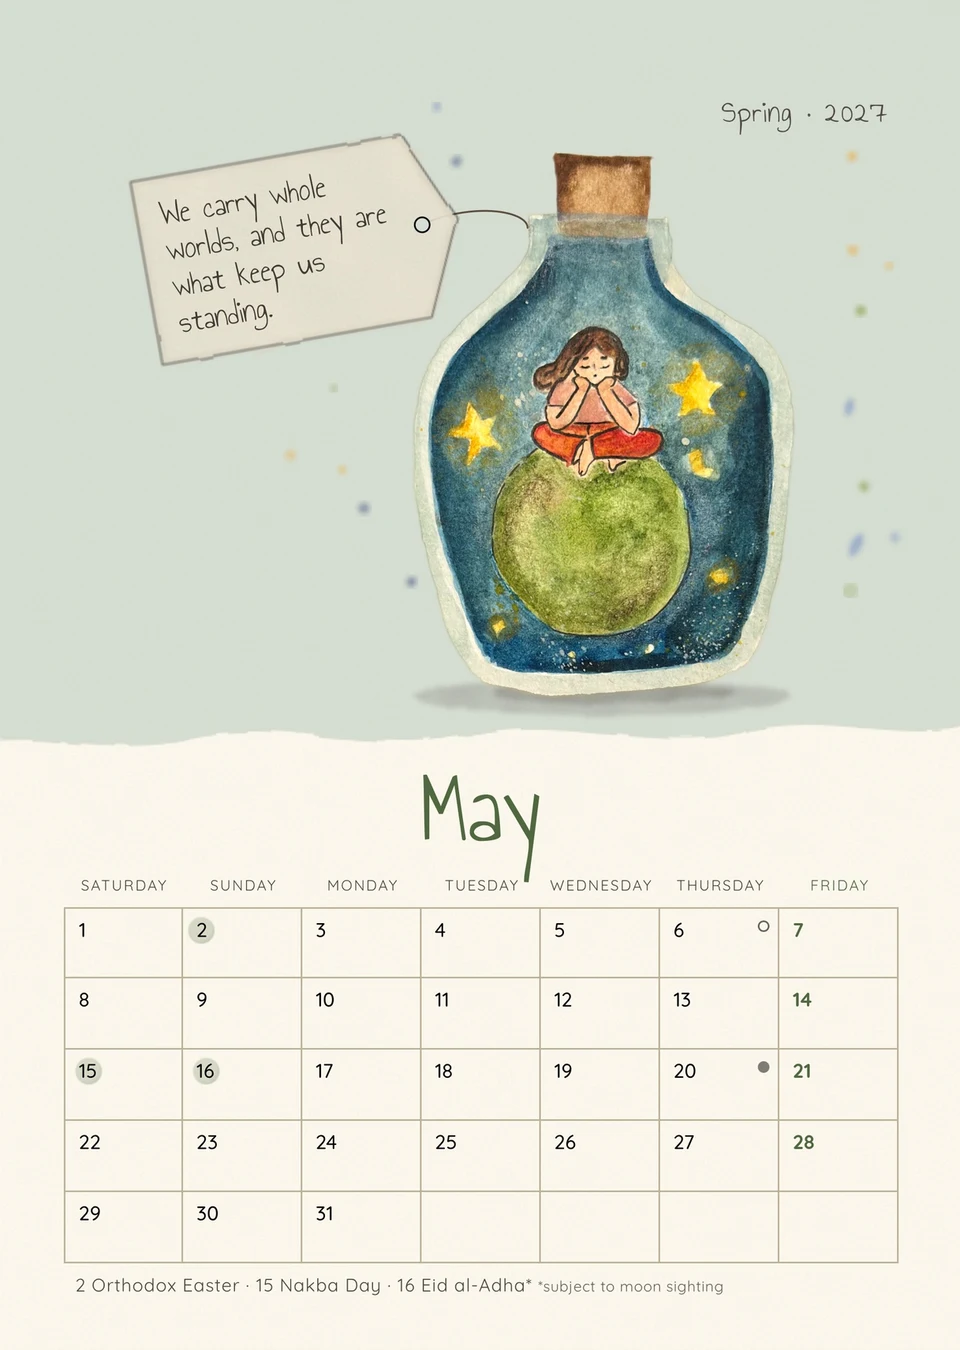 Spring · 2027
We carry whole
worlds, and they are
what keep us
standing.
May
SATURDAY SUNDAY MONDAY TUESDAY WEDNESDAY THURSDAY FRIDAY
1 2 3 4 5 6 7
8 9 10 11 12 13 14
15 16 17 18 19 20 21
22 23 24 25 26 27 28
29 30 31
2 Orthodox Easter · 15 Nakba Day · 16 Eid al-Adha* *subject to moon sighting